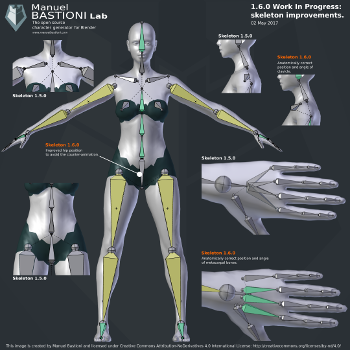 Manuel
BASTIONI Lab
The open source
character generator for Blender
www.manuelbastioni.com
1.6.0 Work In Progress:
skeleton improvements.
02 May 2017
Skeleton 1.5.0
Skeleton 1.5.0
Skeleton 1.6.0
Anatomically correct
position and angle of
clavicle.
Skeleton 1.6.0
Improved hip position
to avoid the counter-rotation
Skeleton 1.5.0
Skeleton 1.5.0
Skeleton 1.6.0
Anatomically correct position and angle
of metacarpal bones
This image is created by Manuel Bastioni and licensed under Creative Commons Attribution-NoDerivatives 4.0 International License: http://creativecommons.org/licenses/by-nd/4.0/